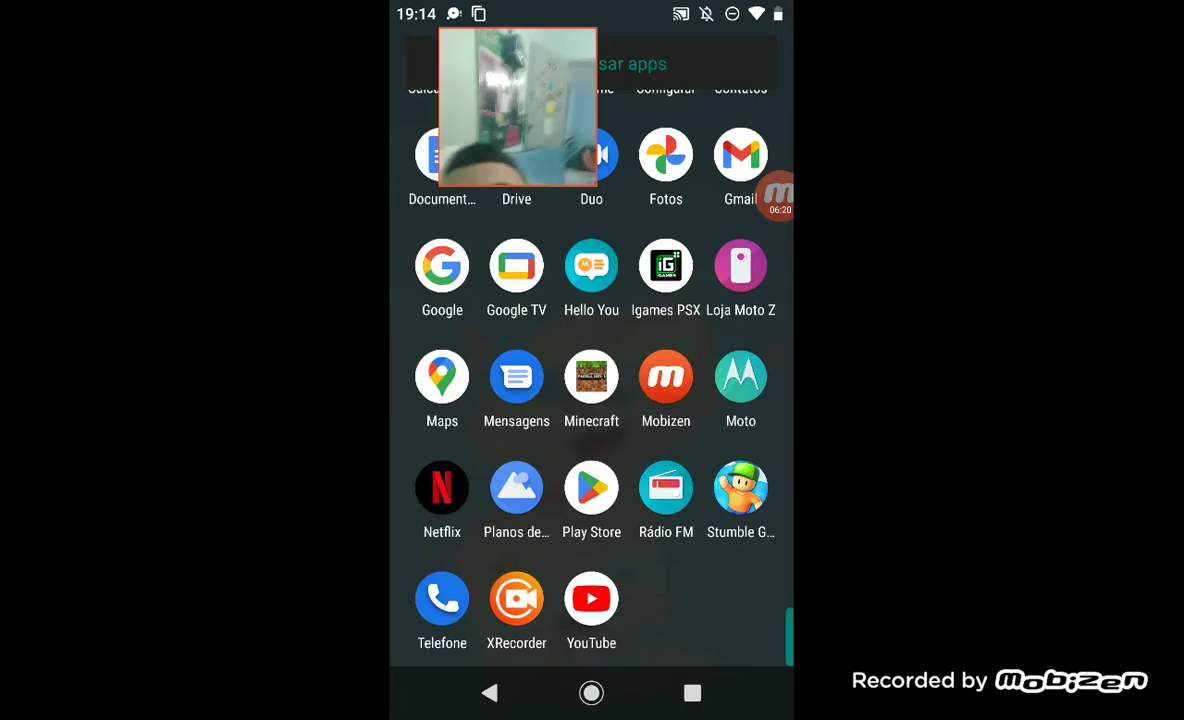 19:14
sar apps
Document... Drive Duo Fotos Gmail
06:20
Google Google TV Hello You Igames PSX Loja Moto Z
Maps Mensagens Minecraft Mobizen Moto
Netflix Planos de... Play Store Rádio FM Stumble G...
Telefone XRecorder YouTube
Recorded by mobizen